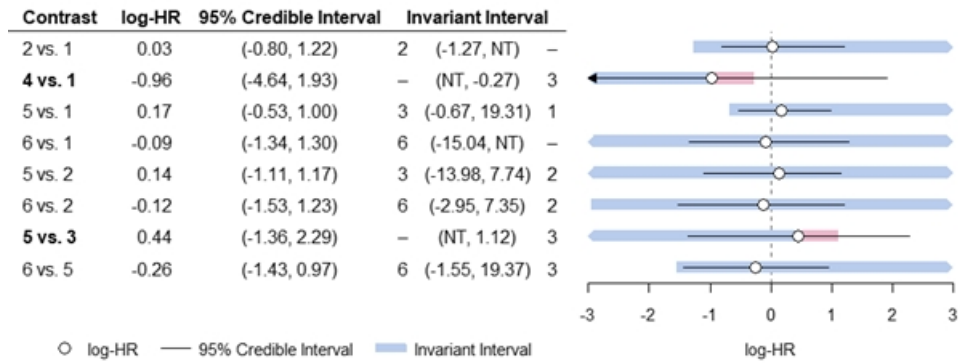 Contrast log-HR 95% Credible Interval Invariant Interval
2 vs. 1 0.03 (-0.80, 1.22) 2 (-1.27, NT) –
4 vs. 1 -0.96 (-4.64, 1.93) – (NT, -0.27) 3
5 vs. 1 0.17 (-0.53, 1.00) 3 (-0.67, 19.31) 1
6 vs. 1 -0.09 (-1.34, 1.30) 6 (-15.04, NT) –
5 vs. 2 0.14 (-1.11, 1.17) 3 (-13.98, 7.74) 2
6 vs. 2 -0.12 (-1.53, 1.23) 6 (-2.95, 7.35) 2
5 vs. 3 0.44 (-1.36, 2.29) – (NT, 1.12) 3
6 vs. 5 -0.26 (-1.43, 0.97) 6 (-1.55, 19.37) 3
-3 -2 -1 0 1 2 3
log-HR 95% Credible Interval Invariant Interval log-HR